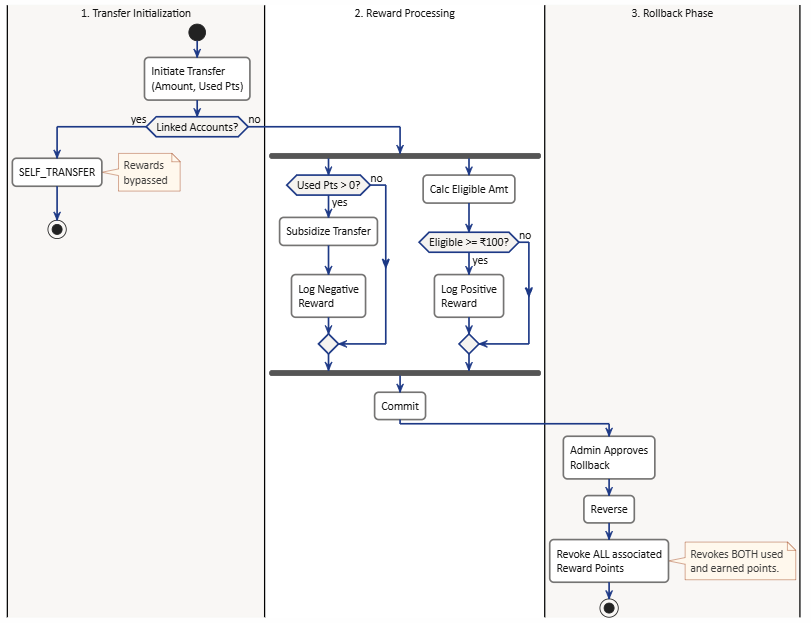 1. Transfer Initialization
2. Reward Processing
3. Rollback Phase
Initiate Transfer
(Amount, Used Pts)
yes
Linked Accounts?
no
SELF_TRANSFER
Rewards
bypassed
Used Pts > 0?
no
yes
Subsidize Transfer
Log Negative
Reward
Calc Eligible Amt
Eligible >= ₹100?
no
yes
Log Positive
Reward
Commit
Admin Approves
Rollback
Reverse
Revoke ALL associated
Reward Points
Revokes BOTH used
and earned points.